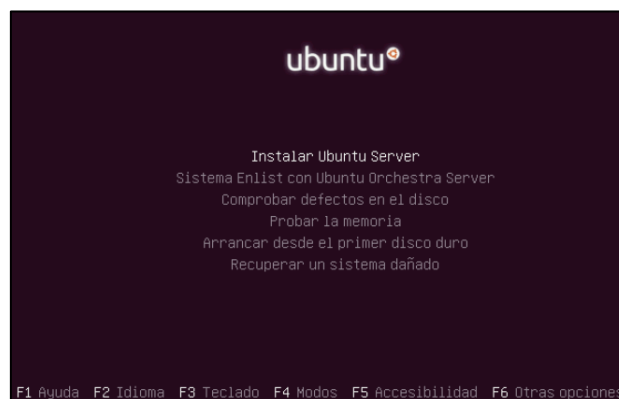 ubuntu
Instalar Ubuntu Server
Sistema Enlist con Ubuntu Orchestra Server
Comprobar defectos en el disco
Probar la memoria
Arrancar desde el primer disco duro
Recuperar un sistema dañado
F1 Ayuda F2 Idioma F3 Teclado F4 Modos F5 Accesibilidad F6 Otras opciones